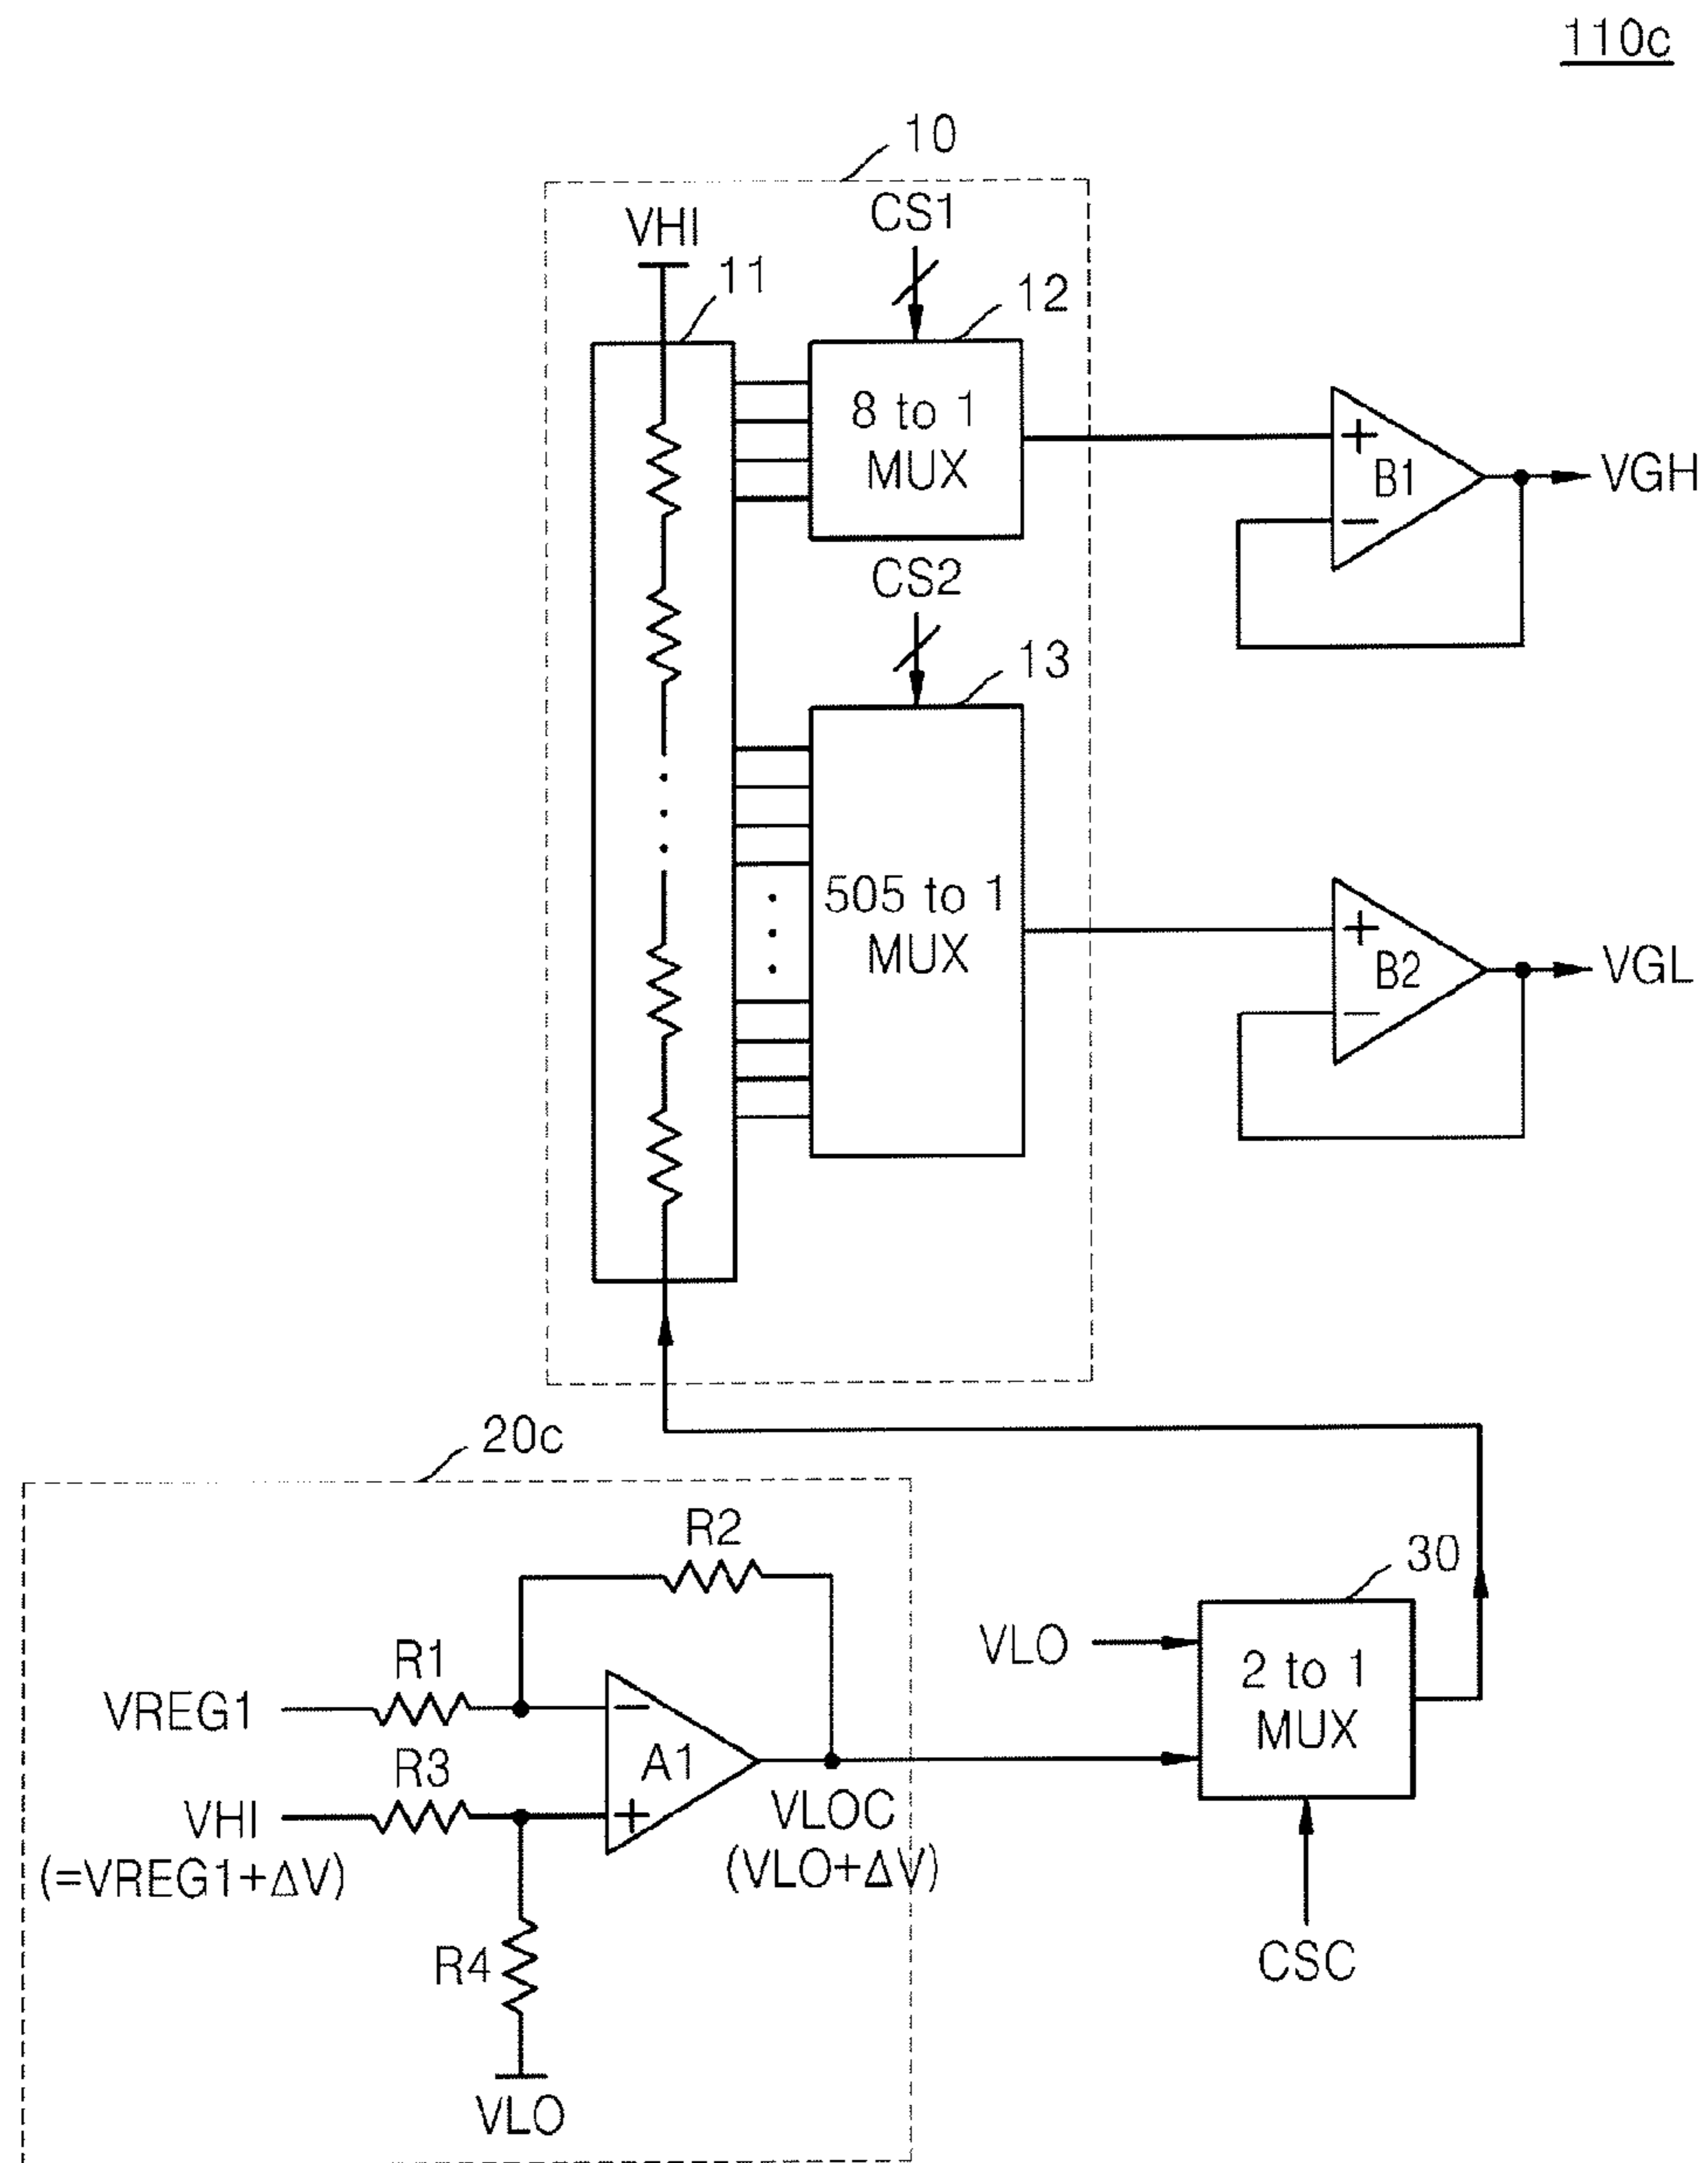 110c
10
VHI
CS1
11
12
8 to 1
MUX
+
B1
−
VGH
CS2
13
505 to 1
MUX
+
B2
−
VGL
20c
R2
30
VLO
2 to 1
MUX
R1
VREG1
−
R3
A1
VHI
+
(=VREG1+ΔV)
VLOC
(VLO+ΔV)
CSC
R4
VLO